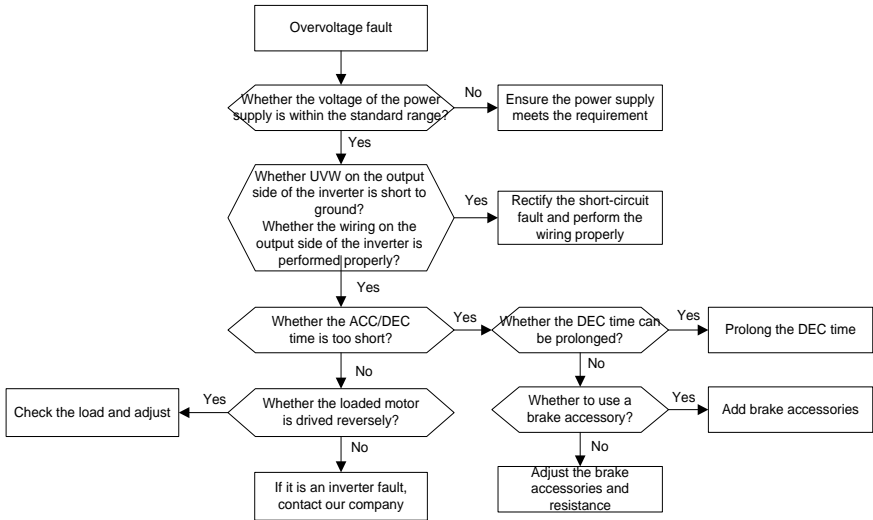 Overvoltage fault
Whether the voltage of the power
supply is within the standard range?
No
Ensure the power supply
meets the requirement
Yes
Whether UVW on the output
side of the inverter is short to
ground?
Whether the wiring on the
output side of the inverter is
performed properly?
Yes
Rectify the short-circuit
fault and perform the
wiring properly
Yes
Whether the ACC/DEC
time is too short?
Yes
Whether the DEC time can
be prolonged?
Yes
Prolong the DEC time
No
No
Check the load and adjust
Yes
Whether the loaded motor
is drived reversely?
Whether to use a
brake accessory?
Yes
Add brake accessories
No
No
If it is an inverter fault,
contact our company
Adjust the brake
accessories and
resistance